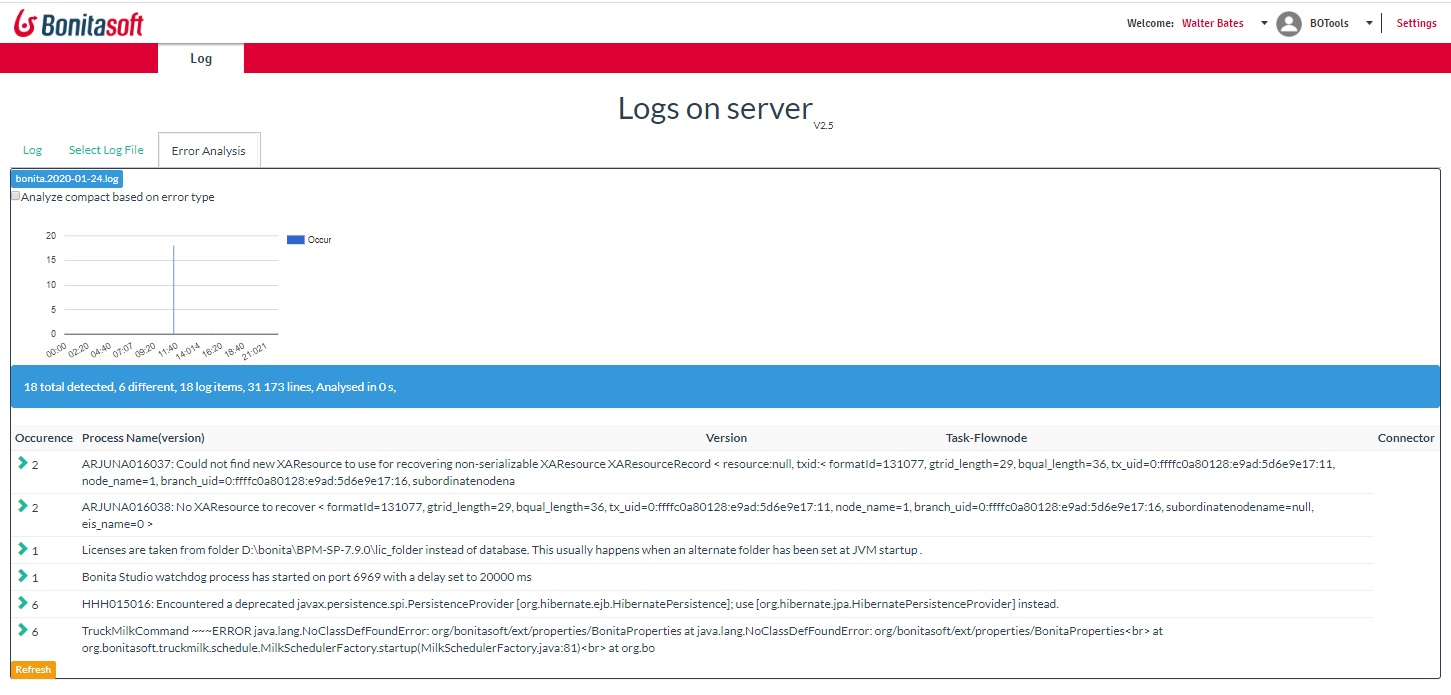 Bonitasoft
Welcome: Walter Bates BOTools Settings
Log
Logs on server V2.5
Log Select Log File Error Analysis
bonita.2020-01-24.log
Analyze compact based on error type
20
15
10
5
0
Occur
00:00 02:20 04:40 07:07 09:20 11:40 14:014 16:20 18:40 21:021
18 total detected, 6 different, 18 log items, 31 173 lines, Analysed in 0 s,
Occurence Process Name(version) Version Task-Flownode Connector
2 ARJUNA016037: Could not find new XAResource to use for recovering non-serializable XAResource XAResourceRecord < resource:null, txid:< formatId=131077, gtrid_length=29, bqual_length=36, tx_uid=0:ffffc0a80128:e9ad:5d6e9e17:11,
node_name=1, branch_uid=0:ffffc0a80128:e9ad:5d6e9e17:16, subordinatenodena
2 ARJUNA016038: No XAResource to recover < formatId=131077, gtrid_length=29, bqual_length=36, tx_uid=0:ffffc0a80128:e9ad:5d6e9e17:11, node_name=1, branch_uid=0:ffffc0a80128:e9ad:5d6e9e17:16, subordinatenodename=null,
eis_name=0 >
1 Licenses are taken from folder D:\bonita\BPM-SP-7.9.0\lic_folder instead of database. This usually happens when an alternate folder has been set at JVM startup .
1 Bonita Studio watchdog process has started on port 6969 with a delay set to 20000 ms
6 HHH015016: Encountered a deprecated javax.persistence.spi.PersistenceProvider [org.hibernate.ejb.HibernatePersistence]; use [org.hibernate.jpa.HibernatePersistenceProvider] instead.
6 TruckMilkCommand ~~~ERROR java.lang.NoClassDefFoundError: org/bonitasoft/ext/properties/BonitaProperties at java.lang.NoClassDefFoundError: org/bonitasoft/ext/properties/BonitaProperties<br> at
org.bonitasoft.truckmilk.schedule.MilkSchedulerFactory.startup(MilkSchedulerFactory.java:81)<br> at org.bo
Refresh